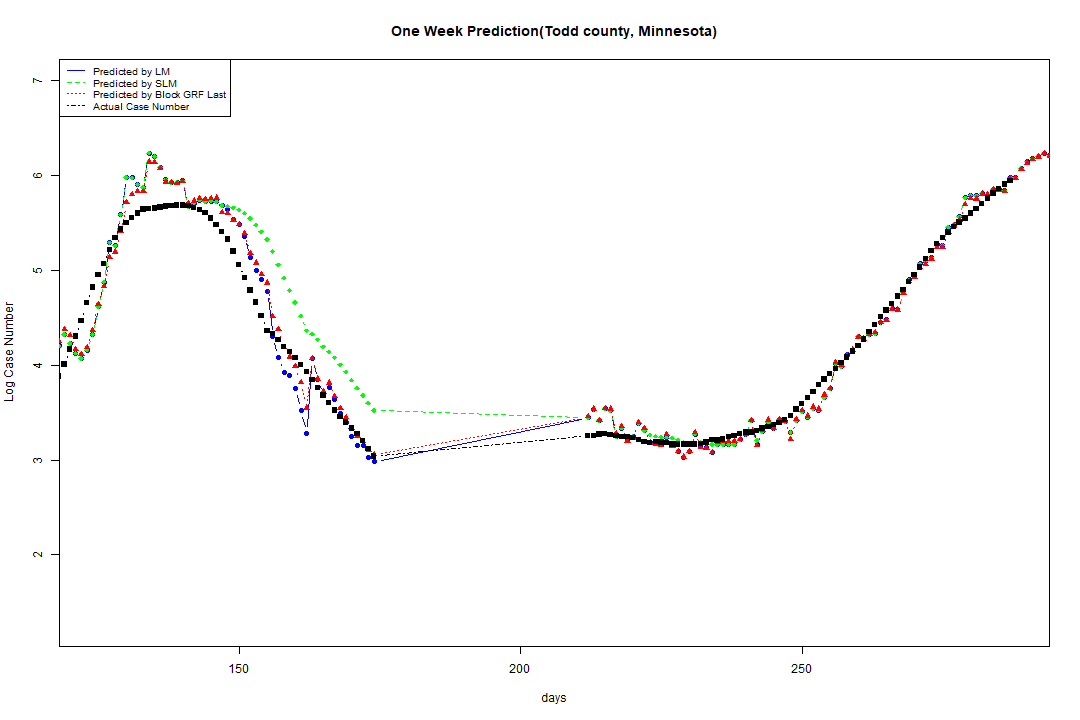 One Week Prediction(Todd county, Minnesota)
Predicted by LM
Predicted by SLM
Predicted by Block GRF Last
Actual Case Number
7
6
5
4
3
2
Log Case Number
150
200
250
days